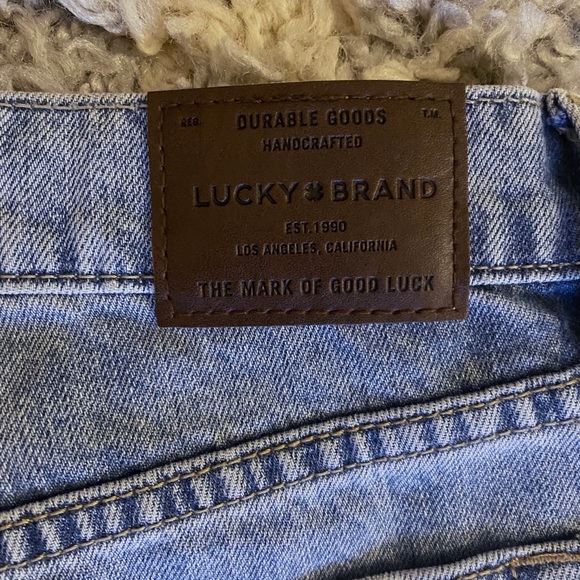 REG. DURABLE GOODS T.M.
HANDCRAFTED
LUCKY BRAND
EST. 1990
LOS ANGELES, CALIFORNIA
THE MARK OF GOOD LUCK